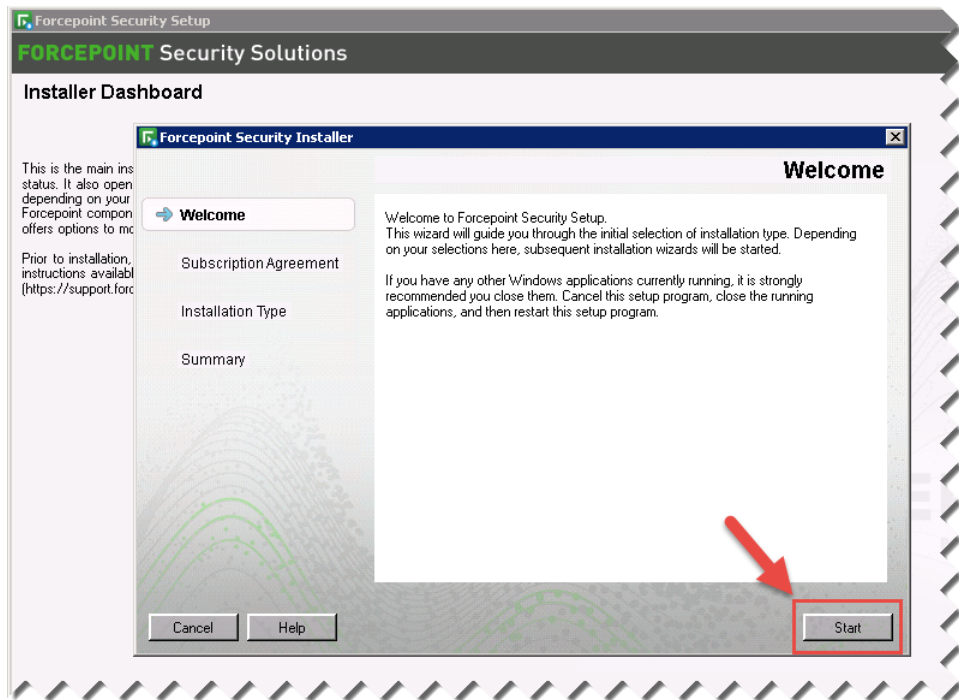 Forcepoint Security Setup
FORCEPOINT Security Solutions
Installer Dashboard
This is the main ins
status. It also open
depending on your
Forcepoint compon
offers options to mo
Prior to installation,
instructions availabl
(https://support.forc
Forcepoint Security Installer
Welcome
Welcome
Subscription Agreement
Installation Type
Summary
Welcome to Forcepoint Security Setup.
This wizard will guide you through the initial selection of installation type. Depending
on your selections here, subsequent installation wizards will be started.
If you have any other Windows applications currently running, it is strongly
recommended you close them. Cancel this setup program, close the running
applications, and then restart this setup program.
Cancel
Help
Start